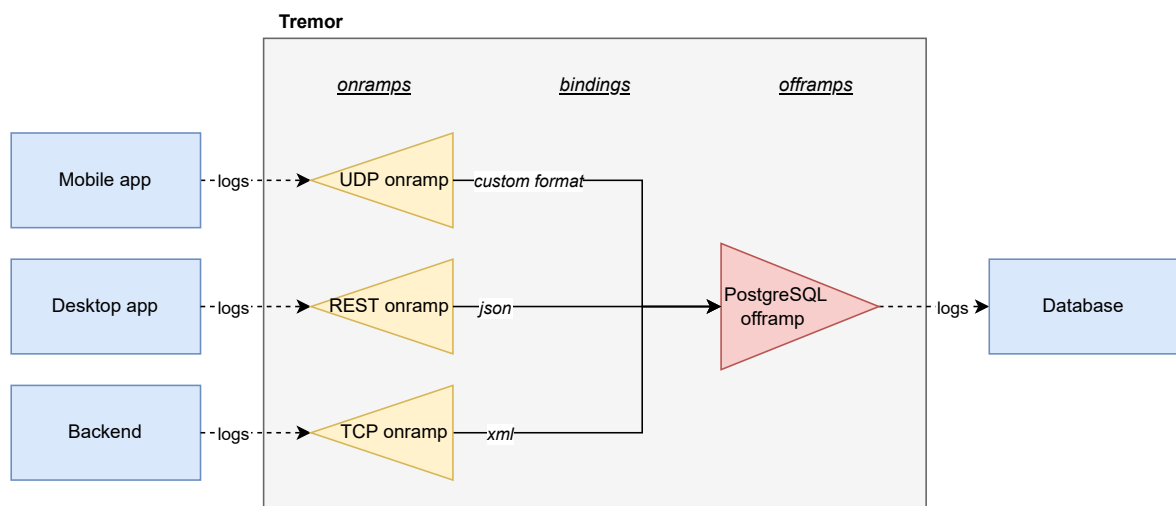 Tremor
onramps
bindings
offramps
Mobile app
logs
UDP onramp
custom format
Desktop app
logs
REST onramp
json
PostgreSQL
offramp
logs
Database
Backend
logs
TCP onramp
xml